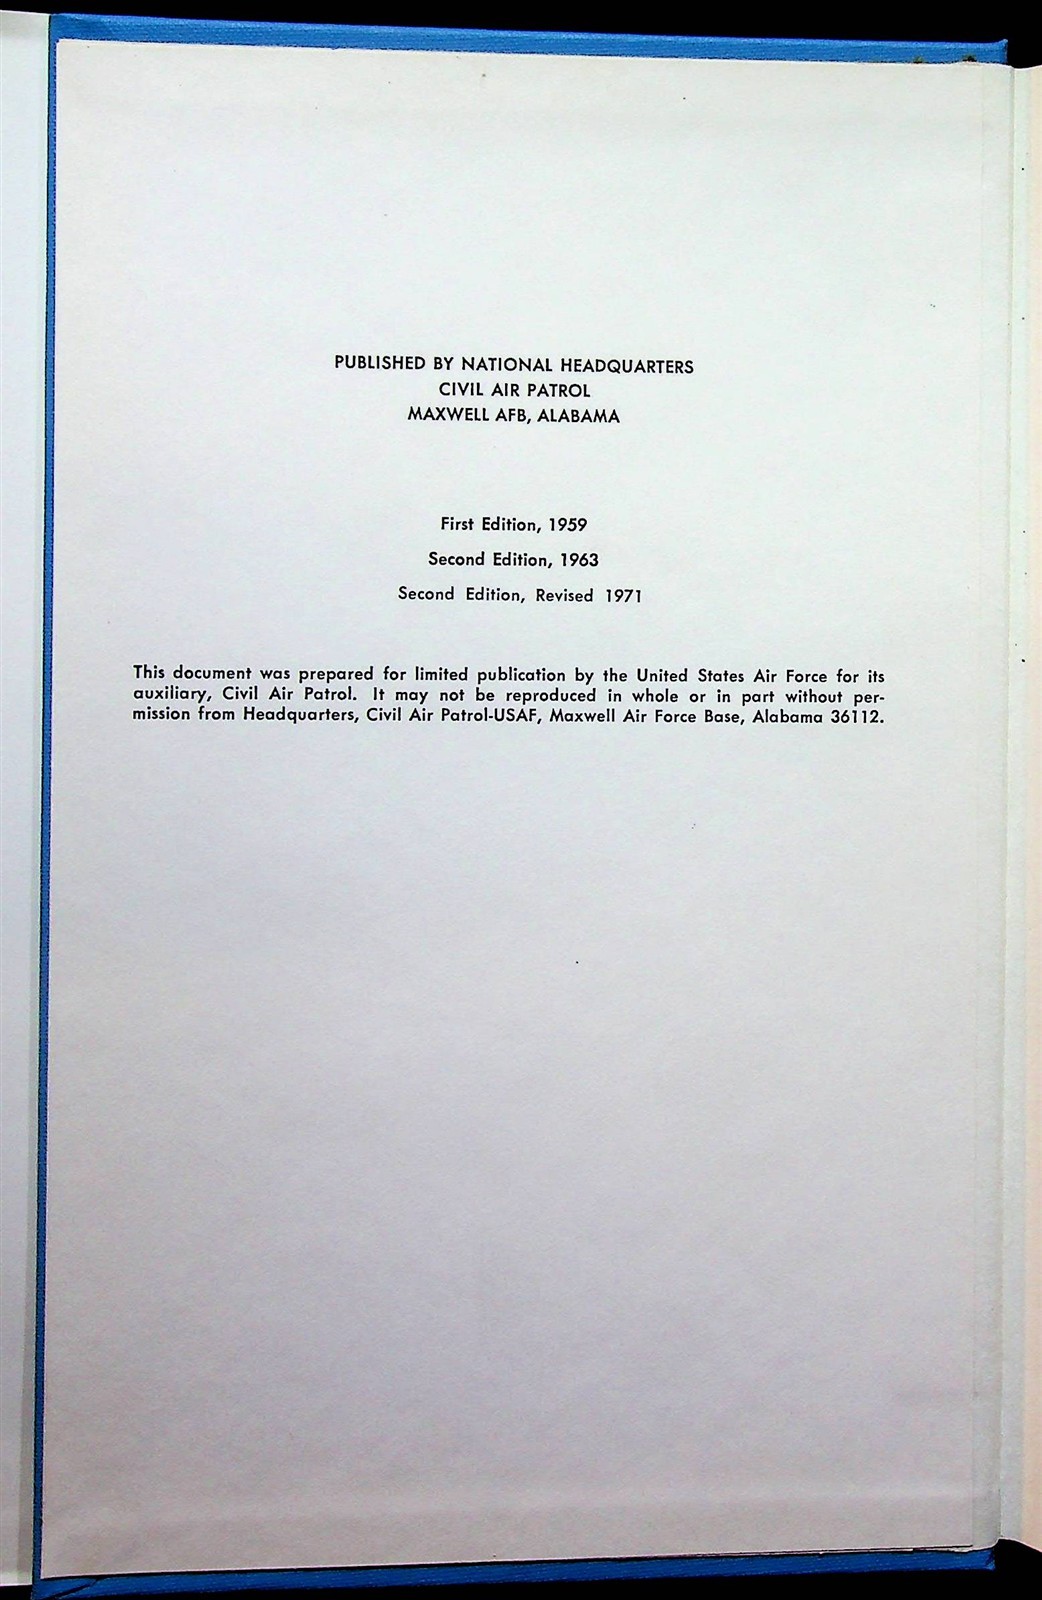 PUBLISHED BY NATIONAL HEADQUARTERS
CIVIL AIR PATROL
MAXWELL AFB, ALABAMA
First Edition, 1959
Second Edition, 1963
Second Edition, Revised 1971
This document was prepared for limited publication by the United States Air Force for its
auxiliary, Civil Air Patrol. It may not be reproduced in whole or in part without per-
mission from Headquarters, Civil Air Patrol-USAF, Maxwell Air Force Base, Alabama 36112.